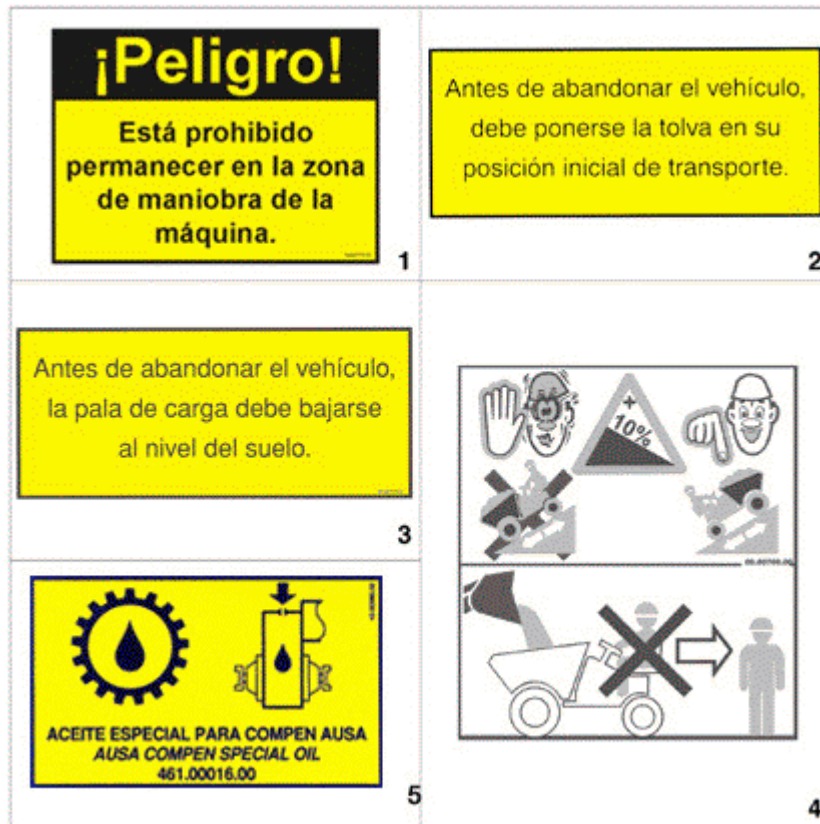 ¡Peligro!
Está prohibido
permanecer en la zona
de maniobra de la
máquina.
1
Antes de abandonar el vehículo,
debe ponerse la tolva en su
posición inicial de transporte.
2
Antes de abandonar el vehículo,
la pala de carga debe bajarse
al nivel del suelo.
3
+
10%
4
ACEITE ESPECIAL PARA COMPEN AUSA
AUSA COMPEN SPECIAL OIL
461.00016.00
5